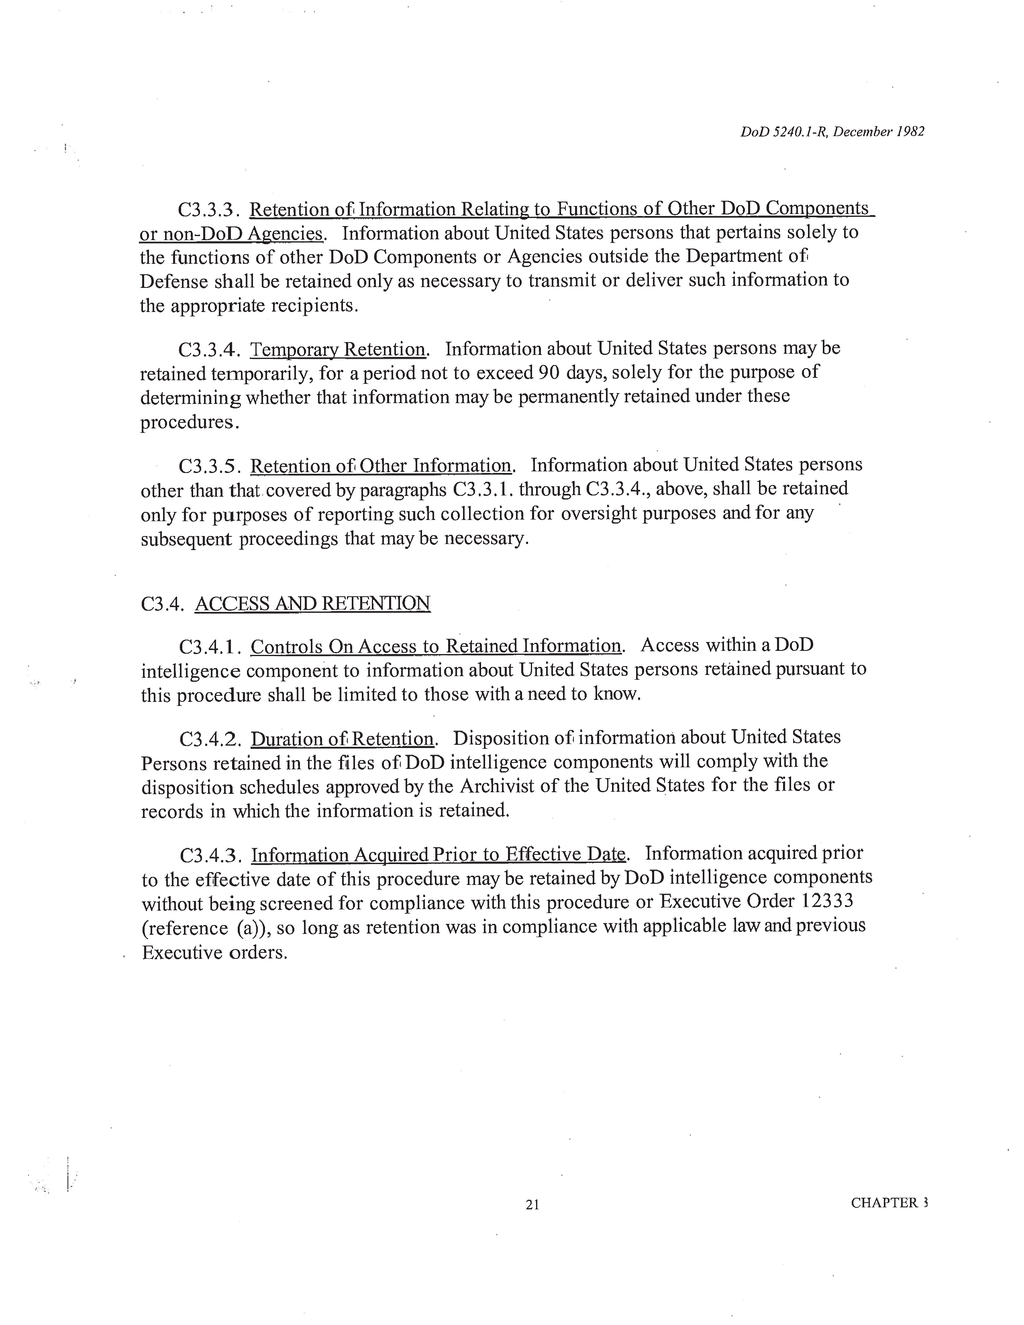 DoD 5240.1-R, December 1982
C3.3.3. Retention of Information Relating to Functions of Other DoD Components
or non-DoD Agencies. Information about United States persons that pertains solely to
the functions of other DoD Components or Agencies outside the Department of
Defense shall be retained only as necessary to transmit or deliver such information to
the appropriate recipients.
C3.3.4. Temporary Retention. Information about United States persons may be
retained temporarily, for a period not to exceed 90 days, solely for the purpose of
determining whether that information may be permanently retained under these
procedures.
C3.3.5. Retention of Other Information. Information about United States persons
other than that covered by paragraphs C3.3.1. through C3.3.4., above, shall be retained
only for purposes of reporting such collection for oversight purposes and for any
subsequent proceedings that may be necessary.
C3.4. ACCESS AND RETENTION
C3.4.1. Controls On Access to Retained Information. Access within a DoD
intelligence component to information about United States persons retained pursuant to
this procedure shall be limited to those with a need to know.
C3.4.2. Duration of Retention. Disposition of information about United States
Persons retained in the files of DoD intelligence components will comply with the
disposition schedules approved by the Archivist of the United States for the files or
records in which the information is retained.
C3.4.3. Information Acquired Prior to Effective Date. Information acquired prior
to the effective date of this procedure may be retained by DoD intelligence components
without being screened for compliance with this procedure or Executive Order 12333
(reference (a)), so long as retention was in compliance with applicable law and previous
Executive orders.
21
CHAPTER 3